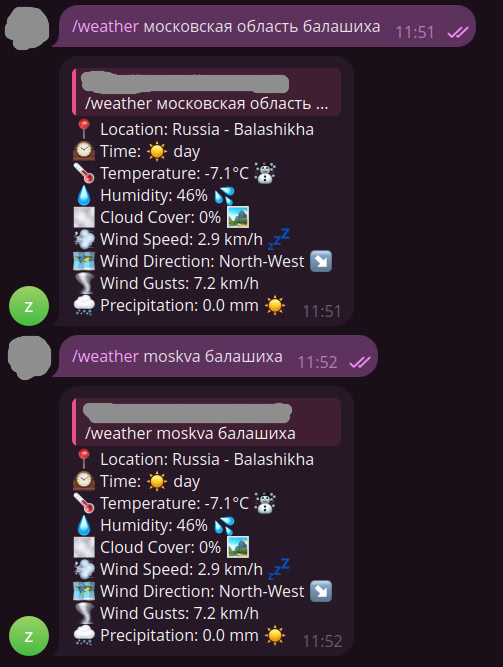 /weather московская область балашиха 11:51
/weather московская область ...
📍 Location: Russia - Balashikha
🕰 Time: ☀️ day
🌡 Temperature: -7.1°C ☃️
💧 Humidity: 46% 💦
Cloud Cover: 0% 🏞
💨 Wind Speed: 2.9 km/h 💤
🗺 Wind Direction: North-West ↘️
🌪 Wind Gusts: 7.2 km/h
🌧 Precipitation: 0.0 mm ☀️ 11:51
z
/weather moskva балашиха 11:52
/weather moskva балашиха
📍 Location: Russia - Balashikha
🕰 Time: ☀️ day
🌡 Temperature: -7.1°C ☃️
💧 Humidity: 46% 💦
Cloud Cover: 0% 🏞
💨 Wind Speed: 2.9 km/h 💤
🗺 Wind Direction: North-West ↘️
🌪 Wind Gusts: 7.2 km/h
🌧 Precipitation: 0.0 mm ☀️ 11:52
z